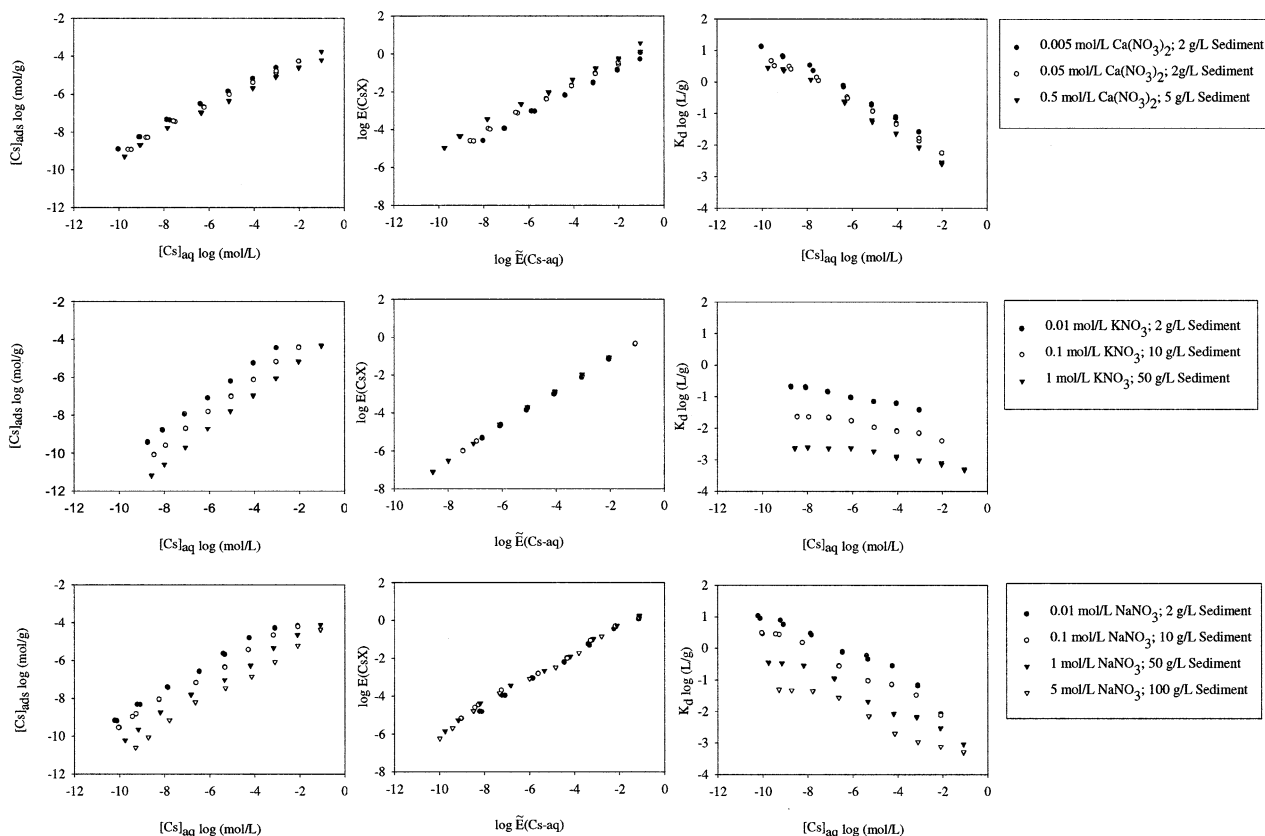 -2
-4
-6
-8
-10
-12
[Cs]ads log (mol/g)
-12 -10 -8 -6 -4 -2 0
[Cs]aq log (mol/L)
2
0
-2
-4
-6
-8
log E(CsX)
-10 -8 -6 -4 -2 0
log Ẽ(Cs-aq)
2
1
0
-1
-2
-3
-4
Kd log (L/g)
-12 -10 -8 -6 -4 -2 0
[Cs]aq log (mol/L)
0.005 mol/L Ca(NO3)2; 2 g/L Sediment
0.05 mol/L Ca(NO3)2; 2g/L Sediment
0.5 mol/L Ca(NO3)2; 5 g/L Sediment
-2
-4
-6
-8
-10
-12
[Cs]ads log (mol/g)
-12 -10 -8 -6 -4 -2 0
[Cs]aq log (mol/L)
2
0
-2
-4
-6
-8
log E(CsX)
-10 -8 -6 -4 -2 0
log Ẽ(Cs-aq)
2
1
0
-1
-2
-3
-4
Kd log (L/g)
-12 -10 -8 -6 -4 -2 0
[Cs]aq log (mol/L)
0.01 mol/L KNO3; 2 g/L Sediment
0.1 mol/L KNO3; 10 g/L Sediment
1 mol/L KNO3; 50 g/L Sediment
-2
-4
-6
-8
-10
-12
[Cs]ads log (mol/g)
-12 -10 -8 -6 -4 -2 0
[Cs]aq log (mol/L)
2
0
-2
-4
-6
-8
log E(CsX)
-10 -8 -6 -4 -2 0
log Ẽ(Cs-aq)
2
1
0
-1
-2
-3
-4
Kd log (L/g)
-12 -10 -8 -6 -4 -2 0
[Cs]aq log (mol/L)
0.01 mol/L NaNO3; 2 g/L Sediment
0.1 mol/L NaNO3; 10 g/L Sediment
1 mol/L NaNO3; 50 g/L Sediment
5 mol/L NaNO3; 100 g/L Sediment